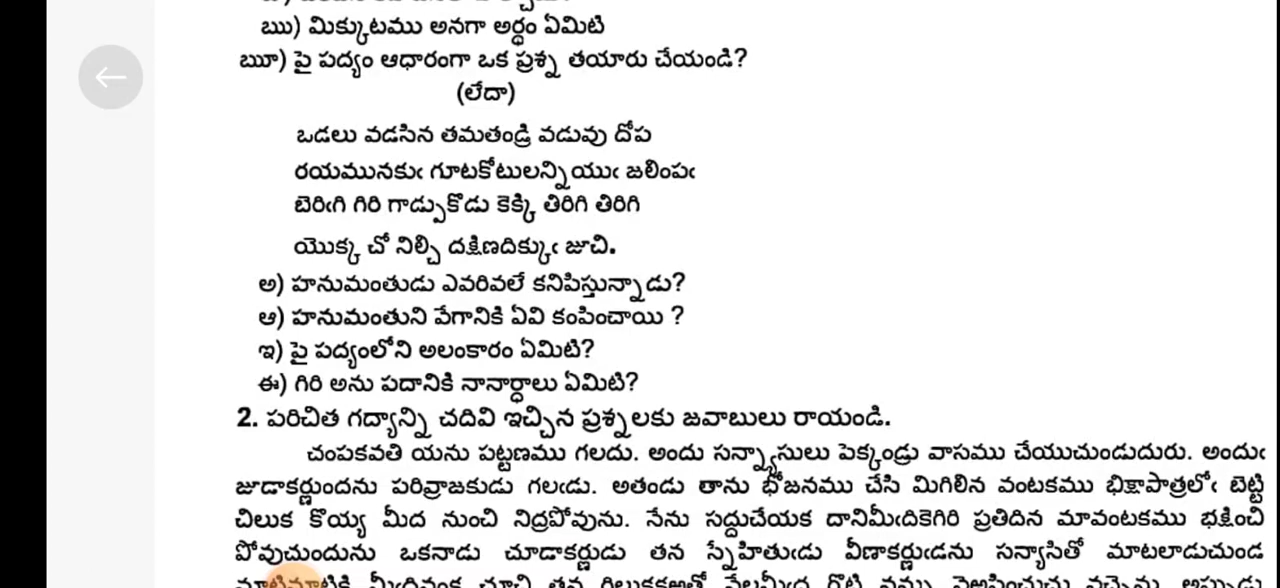 ఋ) మిక్కుటము అనగా అర్ధం ఏమిటి
ౠ) పై పద్యం ఆధారంగా ఒక ప్రశ్న తయారు చేయండి?
(లేదా)
ఒడలు వడసిన తమతండ్రి వడువు దోప
రయమునకుఁ గూటకోటులన్నియుఁ జలింపఁ
బెరిఁగి గిరి గాడ్పుకోడు కెక్కి తిరిగి తిరిగి
యొక్క చో నిల్చి దక్షిణదిక్కుఁ జూచి.
అ) హనుమంతుడు ఎవరివలే కనిపిస్తున్నాడు?
ఆ) హనుమంతుని వేగానికి ఏవి కంపించాయి ?
ఇ) పై పద్యంలోని అలంకారం ఏమిటి?
ఈ) గిరి అను పదానికి నానార్ధాలు ఏమిటి?
2. పరిచిత గద్యాన్ని చదివి ఇచ్చిన ప్రశ్నలకు జవాబులు రాయండి.
చంపకవతి యను పట్టణము గలదు. అందు సన్న్యాసులు పెక్కండ్రు వాసము చేయుచుండుదురు. అందుఁ
జూడాకర్ణుందను పరివ్రాజకుడు గలఁడు. అతండు తాను భోజనము చేసి మిగిలిన వంటకము భిక్షాపాత్రలోఁ బెట్టి
చిలుక కొయ్య మీద నుంచి నిద్రపోవును. నేను సద్దుచేయక దానిమీఁదికెగిరి ప్రతిదిన మావంటకము భక్షించి
పోవుచుందును ఒకనాడు చూడాకర్ణుడు తన స్నేహితుఁడు వీణాకర్ణుఁడను సన్యాసితో మాటలాడుచుండ